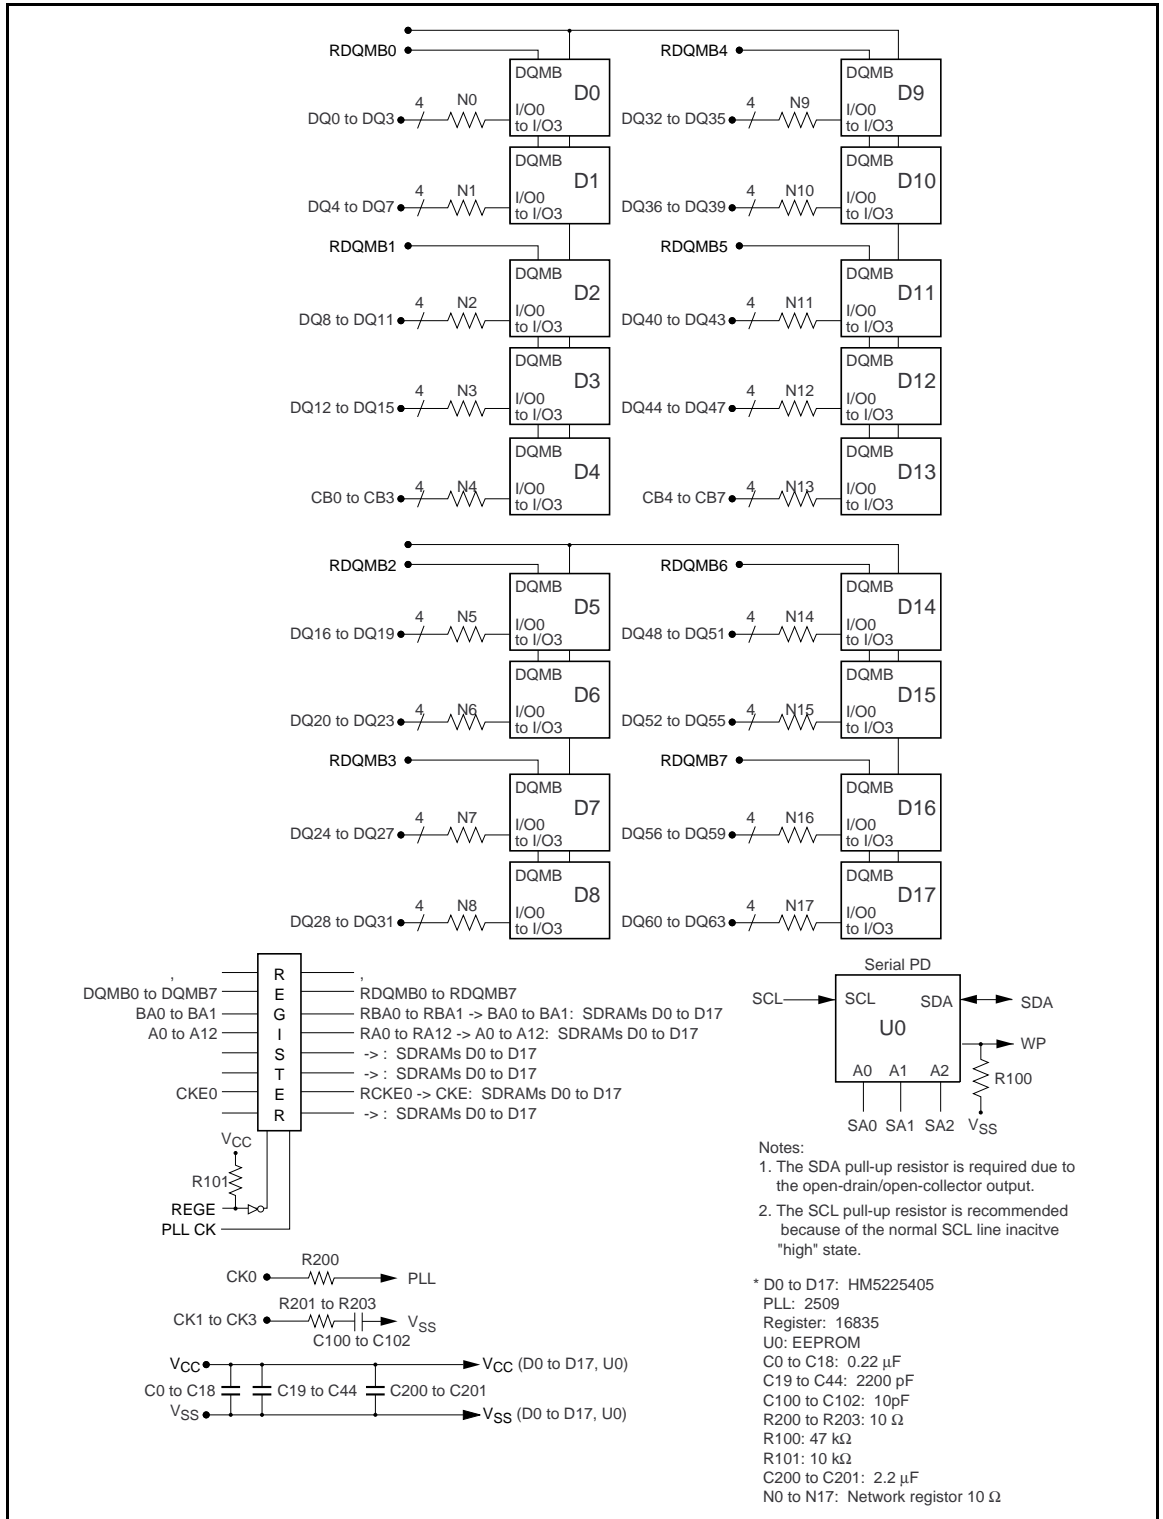 RDQMB0 RDQMB4
DQMB D0 DQMB D9
4 N0 4 N9
DQ0 to DQ3 I/O0 to I/O3 DQ32 to DQ35 I/O0 to I/O3
DQMB D1 DQMB D10
4 N1 4 N10
DQ4 to DQ7 I/O0 to I/O3 DQ36 to DQ39 I/O0 to I/O3
RDQMB1 RDQMB5
DQMB D2 DQMB D11
4 N2 4 N11
DQ8 to DQ11 I/O0 to I/O3 DQ40 to DQ43 I/O0 to I/O3
DQMB D3 DQMB D12
4 N3 4 N12
DQ12 to DQ15 I/O0 to I/O3 DQ44 to DQ47 I/O0 to I/O3
DQMB D4 DQMB D13
4 N4 4 N13
CB0 to CB3 I/O0 to I/O3 CB4 to CB7 I/O0 to I/O3
RDQMB2 RDQMB6
DQMB D5 DQMB D14
4 N5 4 N14
DQ16 to DQ19 I/O0 to I/O3 DQ48 to DQ51 I/O0 to I/O3
DQMB D6 DQMB D15
4 N6 4 N15
DQ20 to DQ23 I/O0 to I/O3 DQ52 to DQ55 I/O0 to I/O3
RDQMB3 RDQMB7
DQMB D7 DQMB D16
4 N7 4 N16
DQ24 to DQ27 I/O0 to I/O3 DQ56 to DQ59 I/O0 to I/O3
DQMB D8 DQMB D17
4 N8 4 N17
DQ28 to DQ31 I/O0 to I/O3 DQ60 to DQ63 I/O0 to I/O3
, R ,
DQMB0 to DQMB7 E RDQMB0 to RDQMB7
BA0 to BA1 G RBA0 to RBA1 -> BA0 to BA1: SDRAMs D0 to D17
A0 to A12 I RA0 to RA12 -> A0 to A12: SDRAMs D0 to D17
S -> : SDRAMs D0 to D17
T -> : SDRAMs D0 to D17
CKE0 E RCKE0 -> CKE: SDRAMs D0 to D17
R -> : SDRAMs D0 to D17
VCC
R101
REGE
PLL CK
Serial PD
SCL SCL SDA SDA
U0
WP
A0 A1 A2 R100
SA0 SA1 SA2 VSS
Notes:
1. The SDA pull-up resistor is required due to
the open-drain/open-collector output.
2. The SCL pull-up resistor is recommended
because of the normal SCL line inacitve
"high" state.
R200
CK0 PLL
R201 to R203
CK1 to CK3 VSS
C100 to C102
VCC VCC (D0 to D17, U0)
C0 to C18 C19 to C44 C200 to C201
VSS VSS (D0 to D17, U0)
* D0 to D17: HM5225405
PLL: 2509
Register: 16835
U0: EEPROM
C0 to C18: 0.22 μF
C19 to C44: 2200 pF
C100 to C102: 10pF
R200 to R203: 10 Ω
R100: 47 kΩ
R101: 10 kΩ
C200 to C201: 2.2 μF
N0 to N17: Network registor 10 Ω